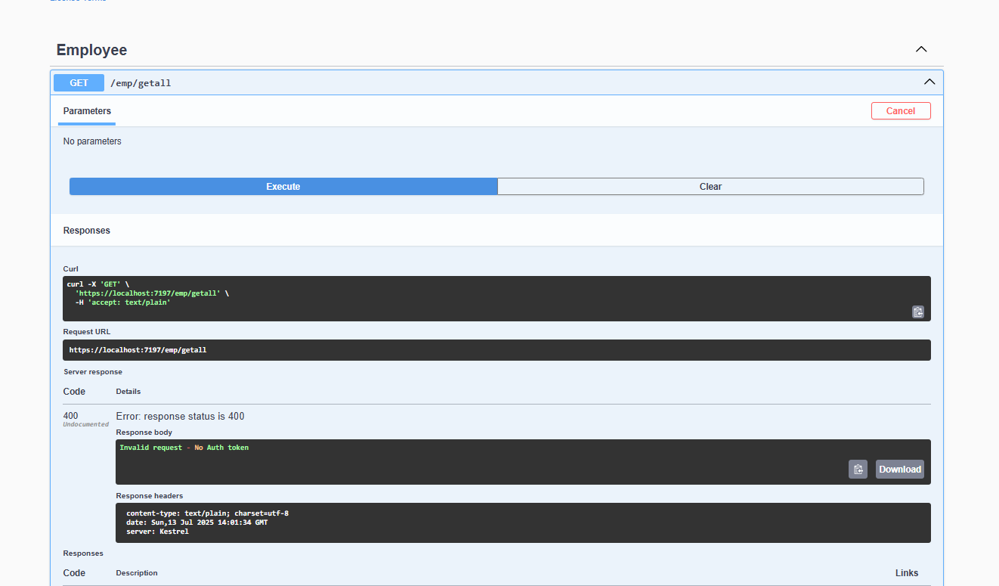 License Terms
Employee
GET /emp/getall
Parameters Cancel
No parameters
Execute Clear
Responses
Curl
curl -X 'GET' \
'https://localhost:7197/emp/getall' \
-H 'accept: text/plain'
Request URL
https://localhost:7197/emp/getall
Server response
Code Details
400 Error: response status is 400
Undocumented
Response body
Invalid request - No Auth token
Download
Response headers
content-type: text/plain; charset=utf-8
date: Sun,13 Jul 2025 14:01:34 GMT
server: Kestrel
Responses
Code Description Links